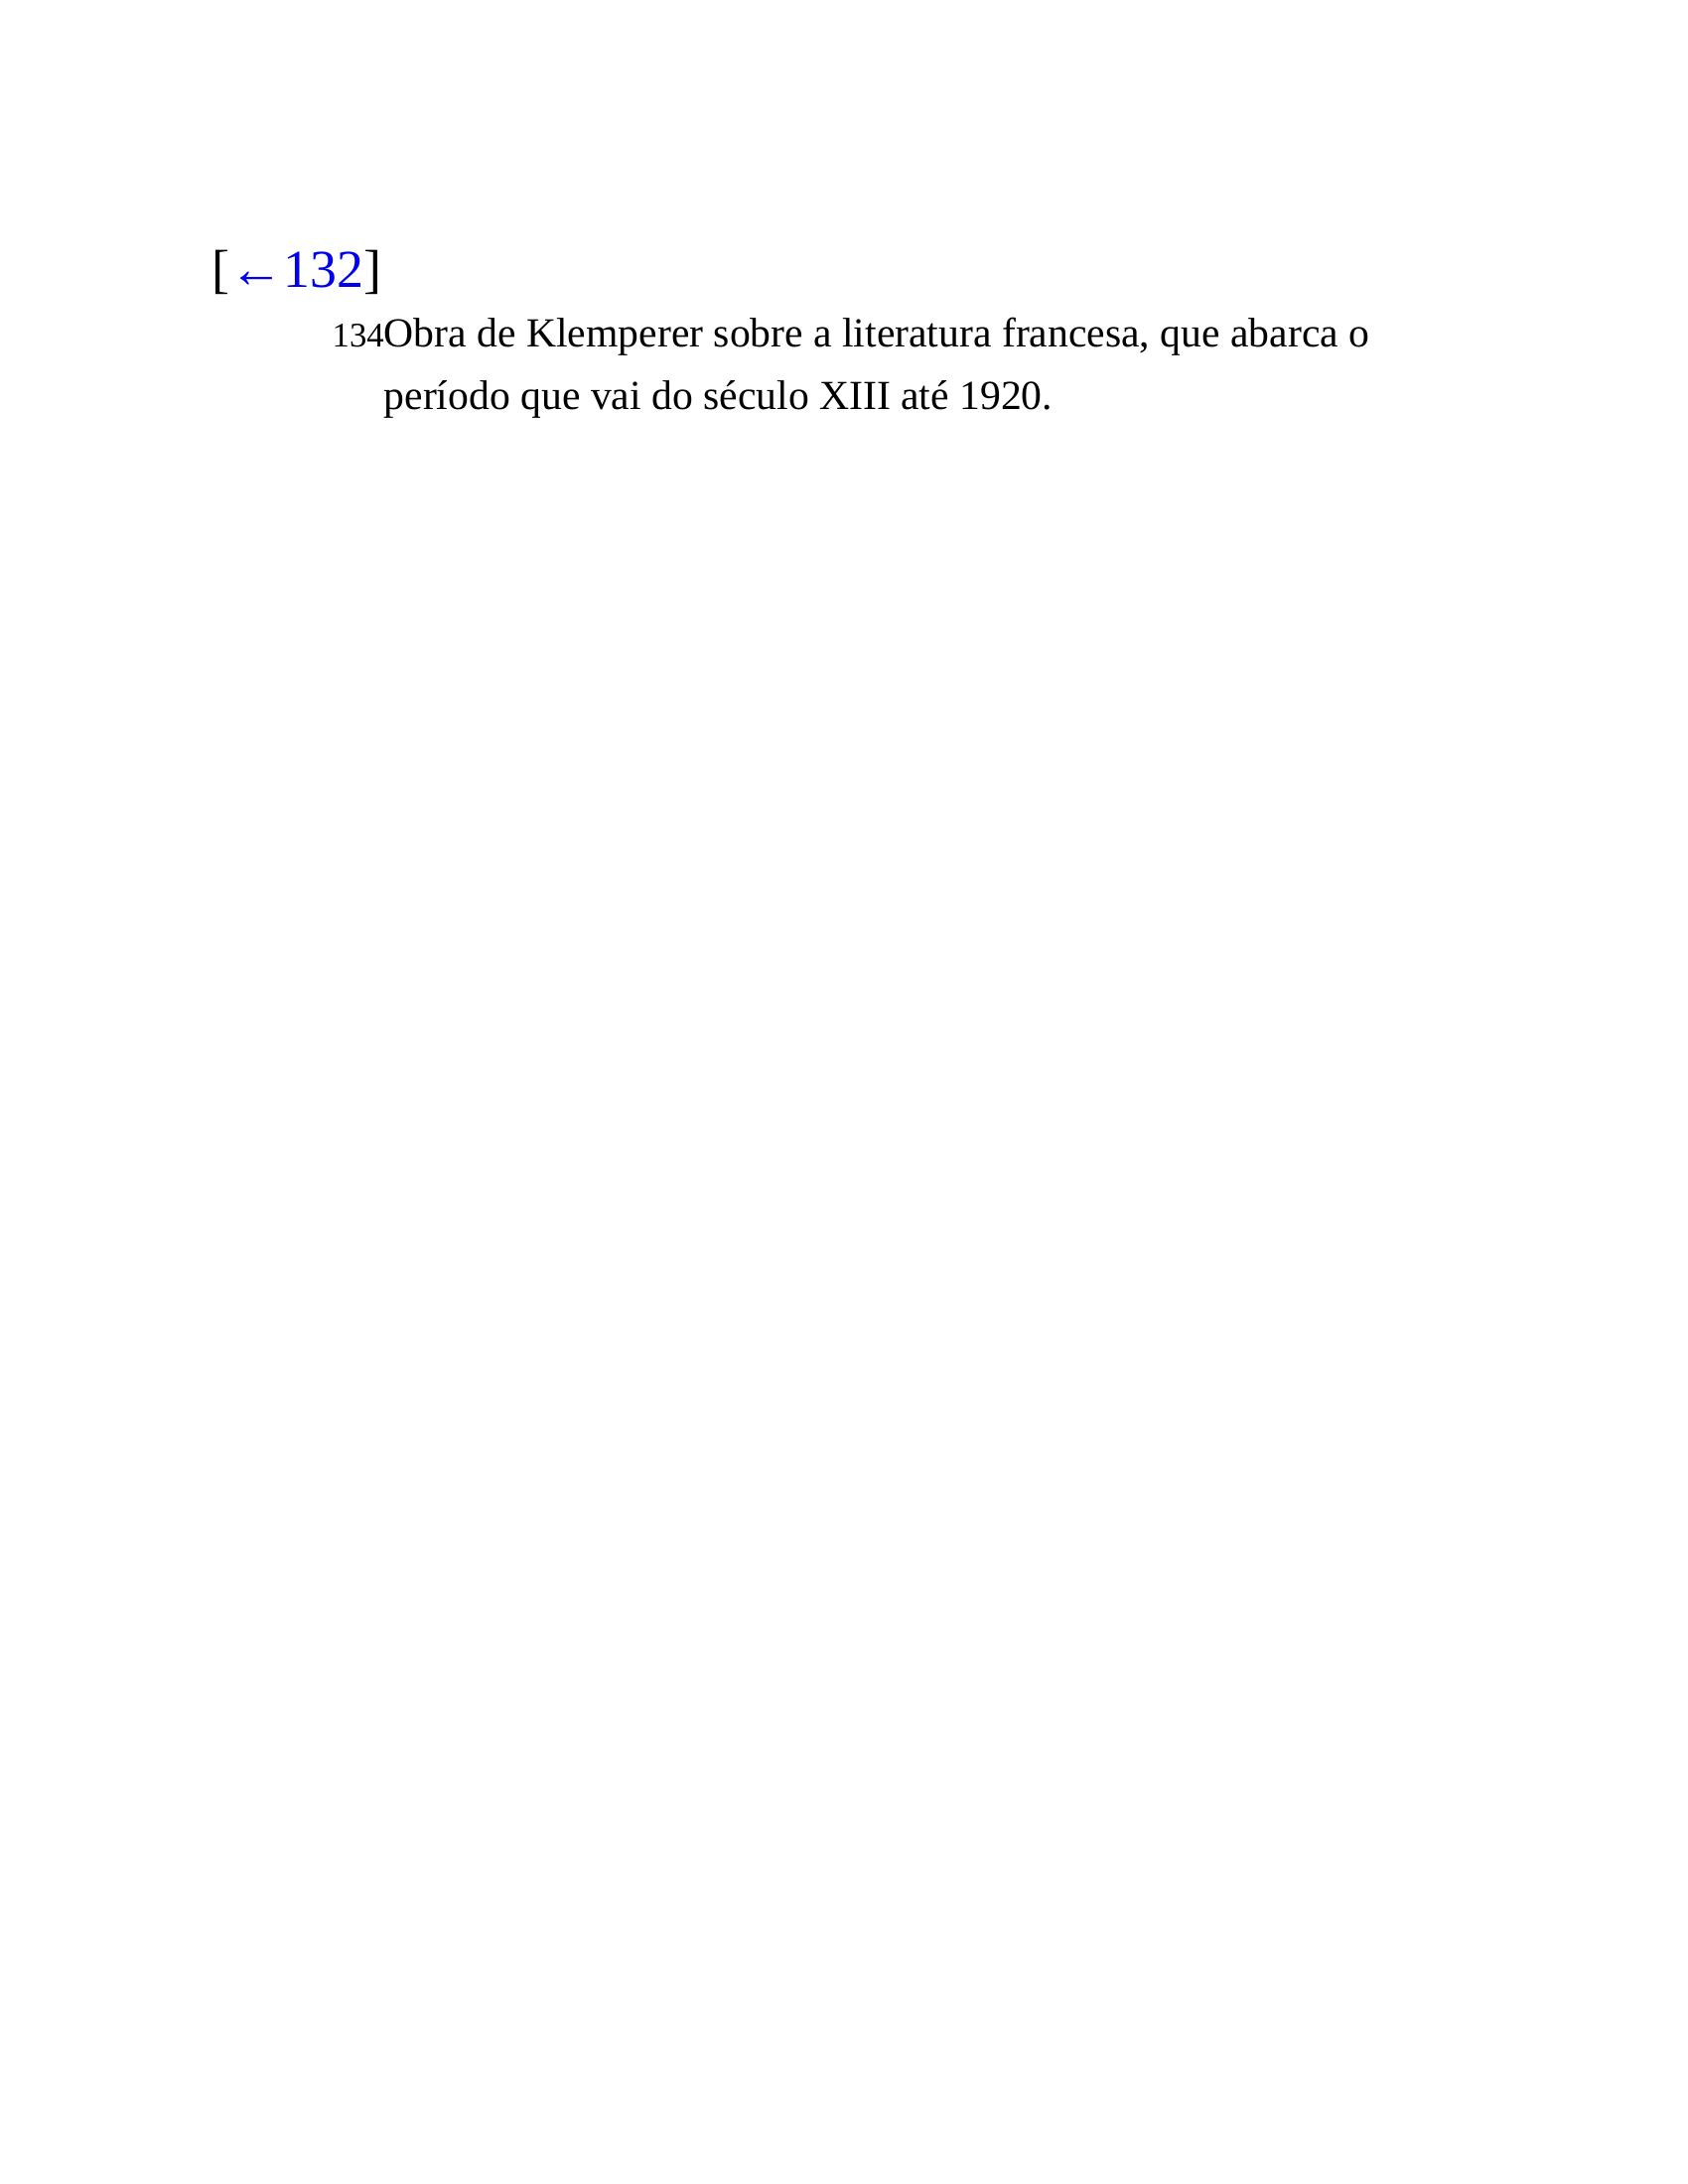 [←132]
134Obra de Klemperer sobre a literatura francesa, que abarca o
período que vai do século XIII até 1920.